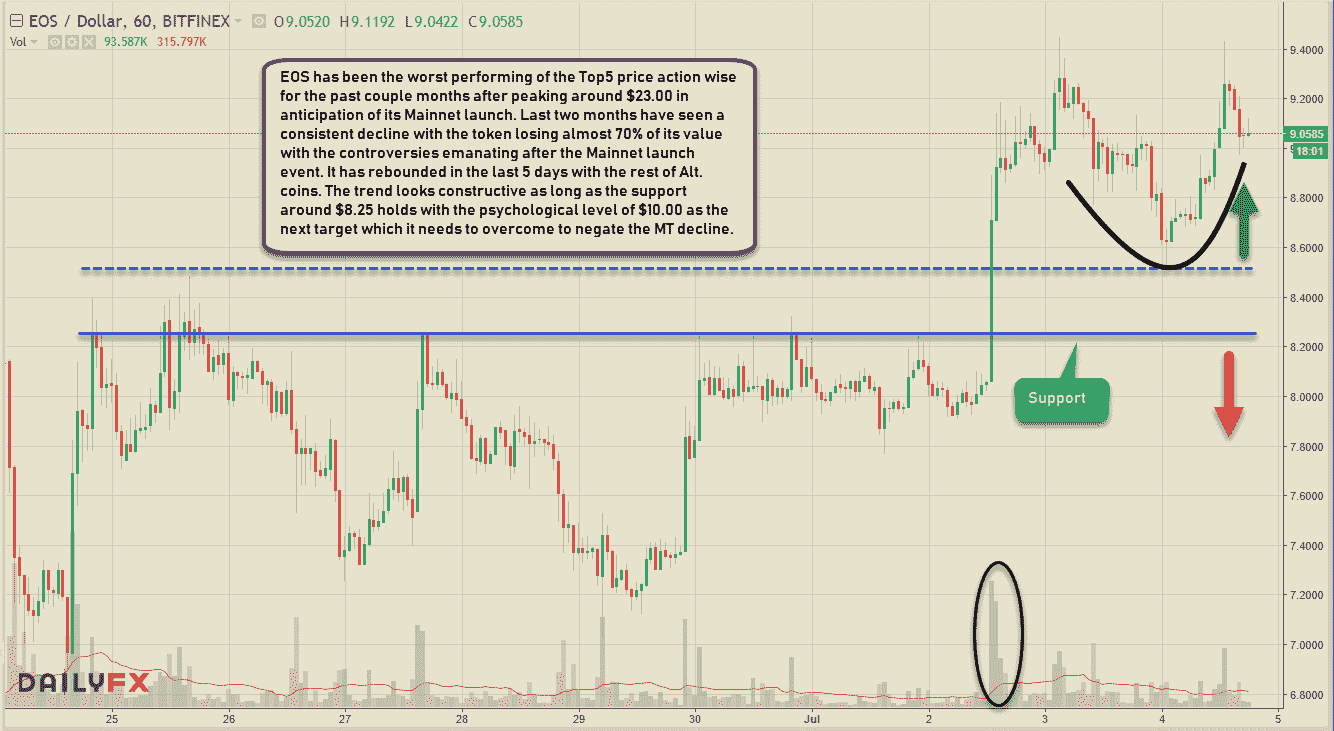 EOS / Dollar, 60, BITFINEX O9.0520 H9.1192 L9.0422 C9.0585
Vol 93.587K 315.797K
EOS has been the worst performing of the Top5 price action wise
for the past couple months after peaking around $23.00 in
anticipation of its Mainnet launch. Last two months have seen a
consistent decline with the token losing almost 70% of its value
with the controversies emanating after the Mainnet launch
event. It has rebounded in the last 5 days with the rest of Alt.
coins. The trend looks constructive as long as the support
around $8.25 holds with the psychological level of $10.00 as the
next target which it needs to overcome to negate the MT decline.
9.4000
9.2000
9.0585
18:01
8.8000
8.6000
8.4000
8.2000
8.0000
7.8000
7.6000
7.4000
7.2000
7.0000
6.8000
Support
DAILYFX
25 26 27 28 29 30 Jul 2 3 4 5